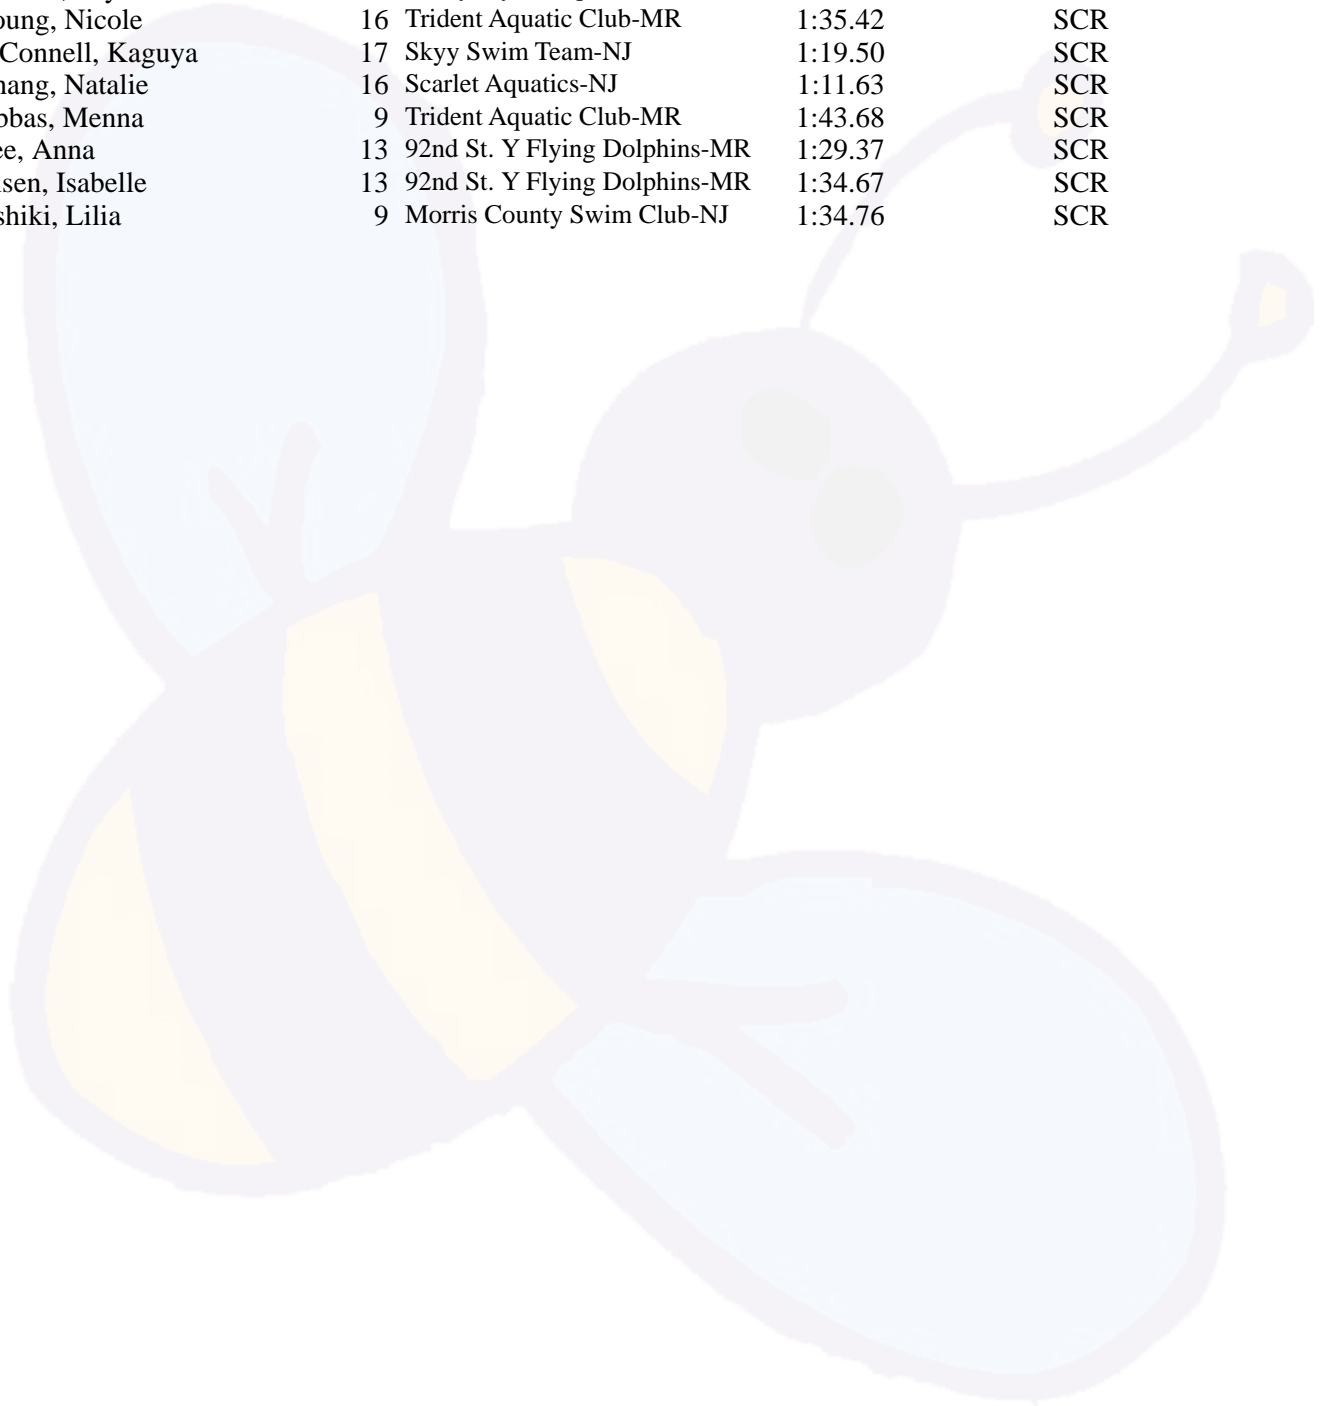 oung, Nicole 16 Trident Aquatic Club-MR 1:35.42 SCR
Connell, Kaguya 17 Skyy Swim Team-NJ 1:19.50 SCR
hang, Natalie 16 Scarlet Aquatics-NJ 1:11.63 SCR
bbas, Menna 9 Trident Aquatic Club-MR 1:43.68 SCR
ee, Anna 13 92nd St. Y Flying Dolphins-MR 1:29.37 SCR
sen, Isabelle 13 92nd St. Y Flying Dolphins-MR 1:34.67 SCR
shiki, Lilia 9 Morris County Swim Club-NJ 1:34.76 SCR